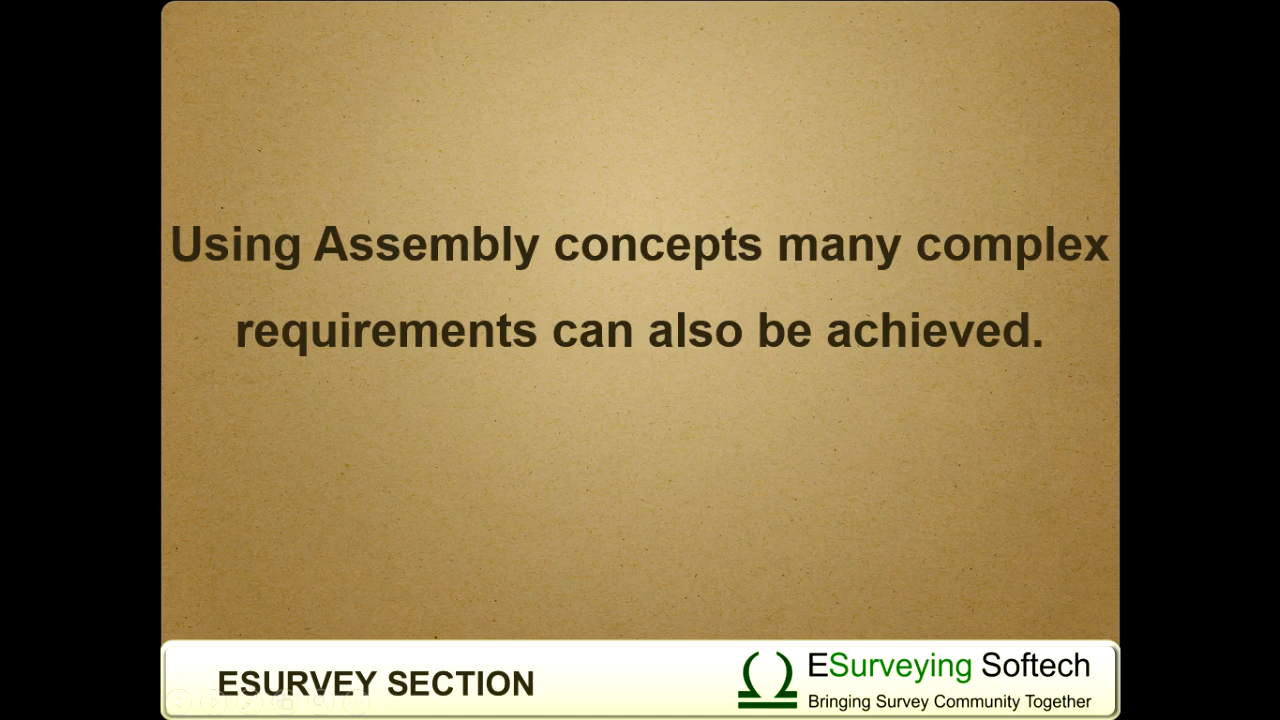 Using Assembly concepts many complex
requirements can also be achieved.
ESURVEY SECTION
ESurveying Softech
Bringing Survey Community Together